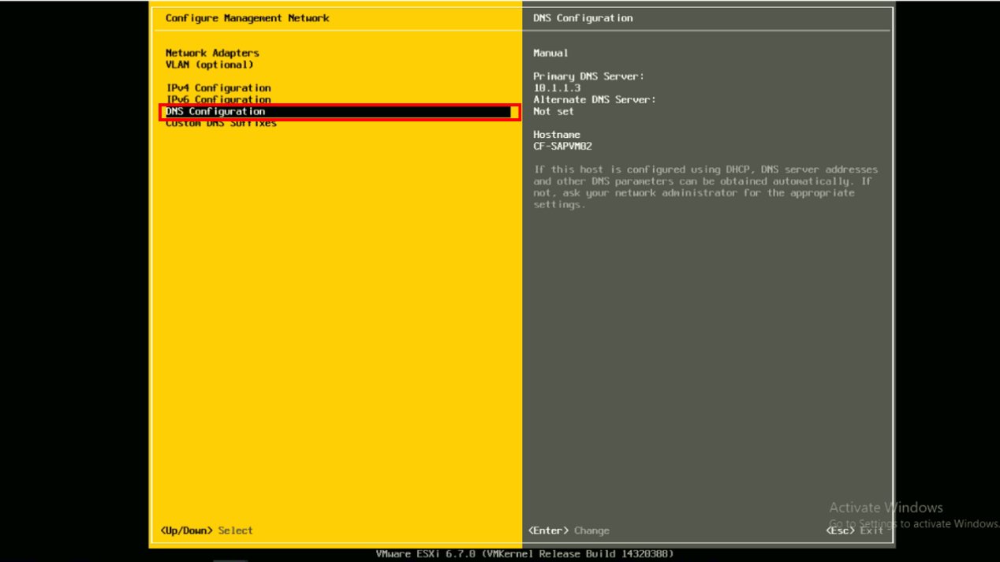 Configure Management Network
Network Adapters
VLAN (optional)
IPv4 Configuration
IPv6 Configuration
DNS Configuration
Custom DNS Suffixes
<Up/Down> Select
DNS Configuration
Manual
Primary DNS Server:
10.1.1.3
Alternate DNS Server:
Not set
Hostname
CF-SAPVM02
If this host is configured using DHCP, DNS server addresses
and other DNS parameters can be obtained automatically. If
not, ask your network administrator for the appropriate
settings.
<Enter> Change
<Esc> Exit
Activate Windows
Go to Settings to activate Windows.
VMware ESXi 6.7.0 (VMKernel Release Build 14320388)